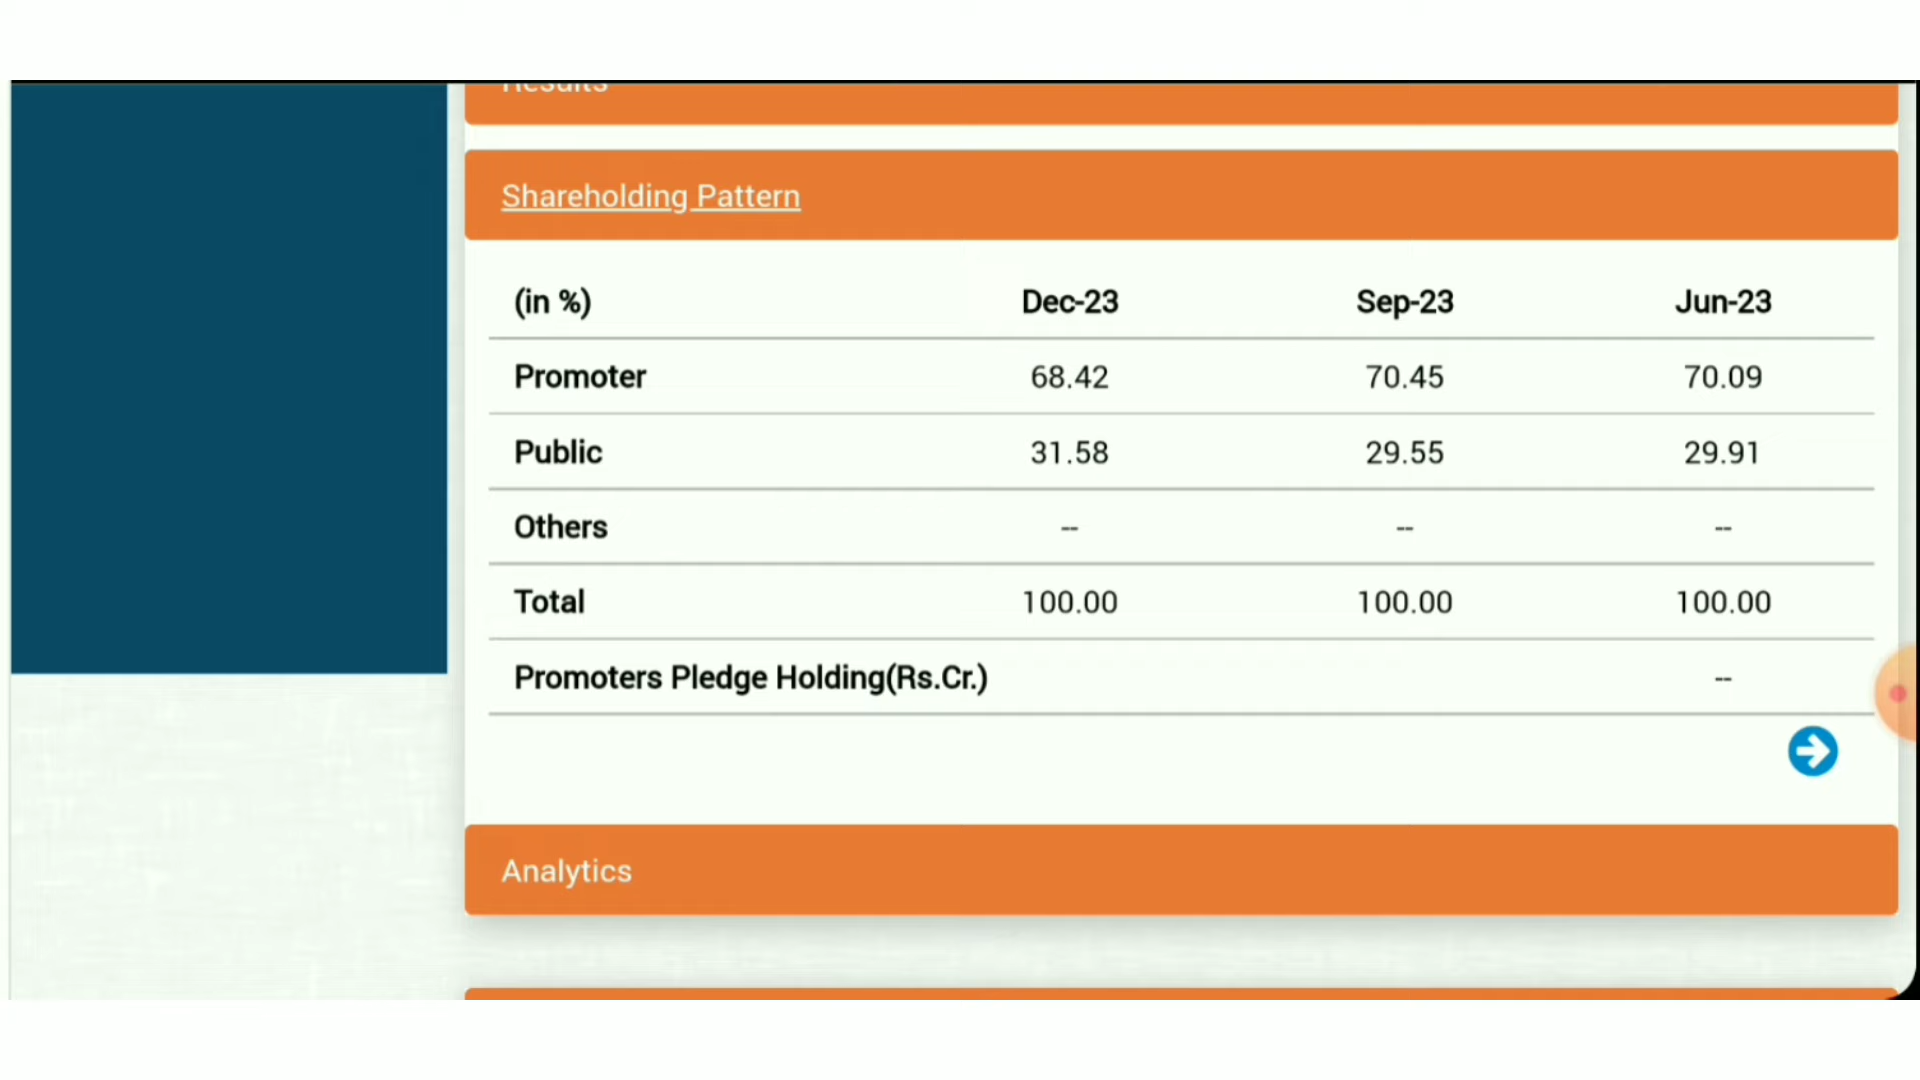 Results
Shareholding Pattern
(in %) Dec-23 Sep-23 Jun-23
Promoter 68.42 70.45 70.09
Public 31.58 29.55 29.91
Others -- -- --
Total 100.00 100.00 100.00
Promoters Pledge Holding(Rs.Cr.) --
Analytics